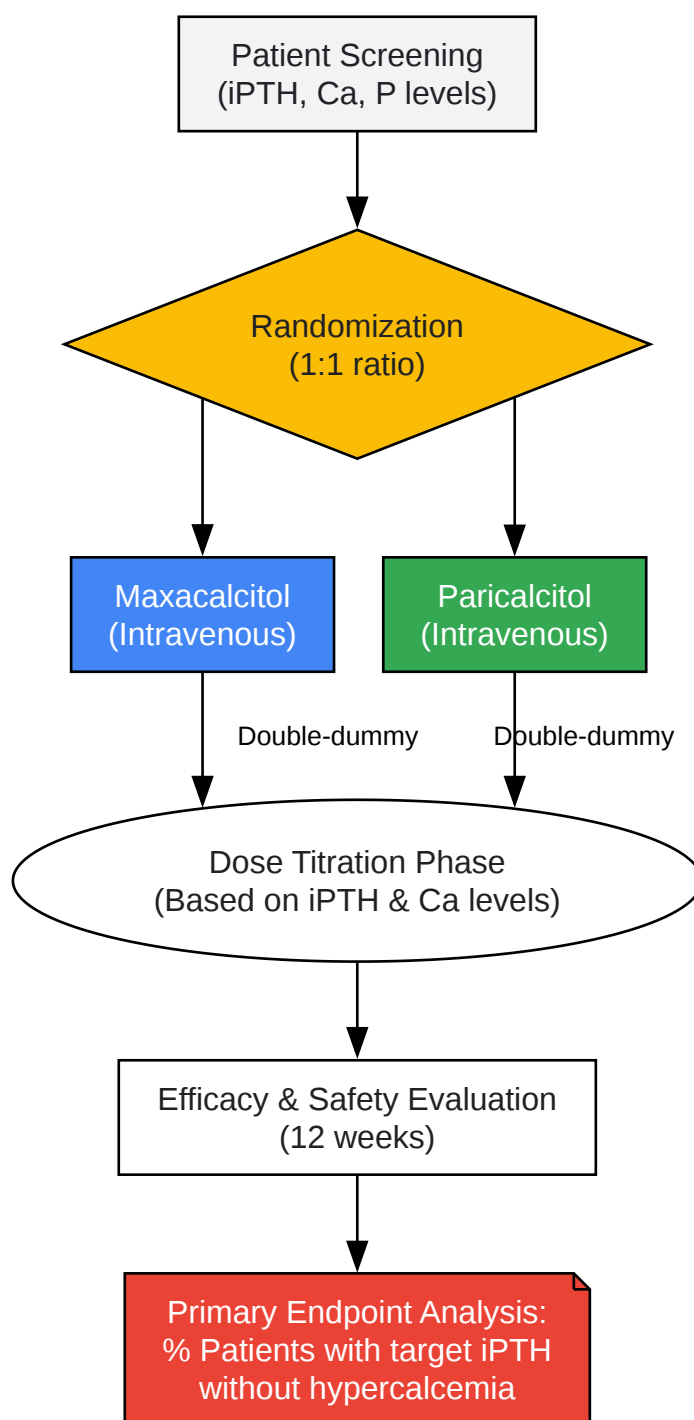 Patient Screening
(iPTH, Ca, P levels)
Randomization
(1:1 ratio)
Maxacalcitol
(Intravenous)
Paricalcitol
(Intravenous)
Double-dummy
Double-dummy
Dose Titration Phase
(Based on iPTH & Ca levels)
Efficacy & Safety Evaluation
(12 weeks)
Primary Endpoint Analysis:
% Patients with target iPTH
without hypercalcemia